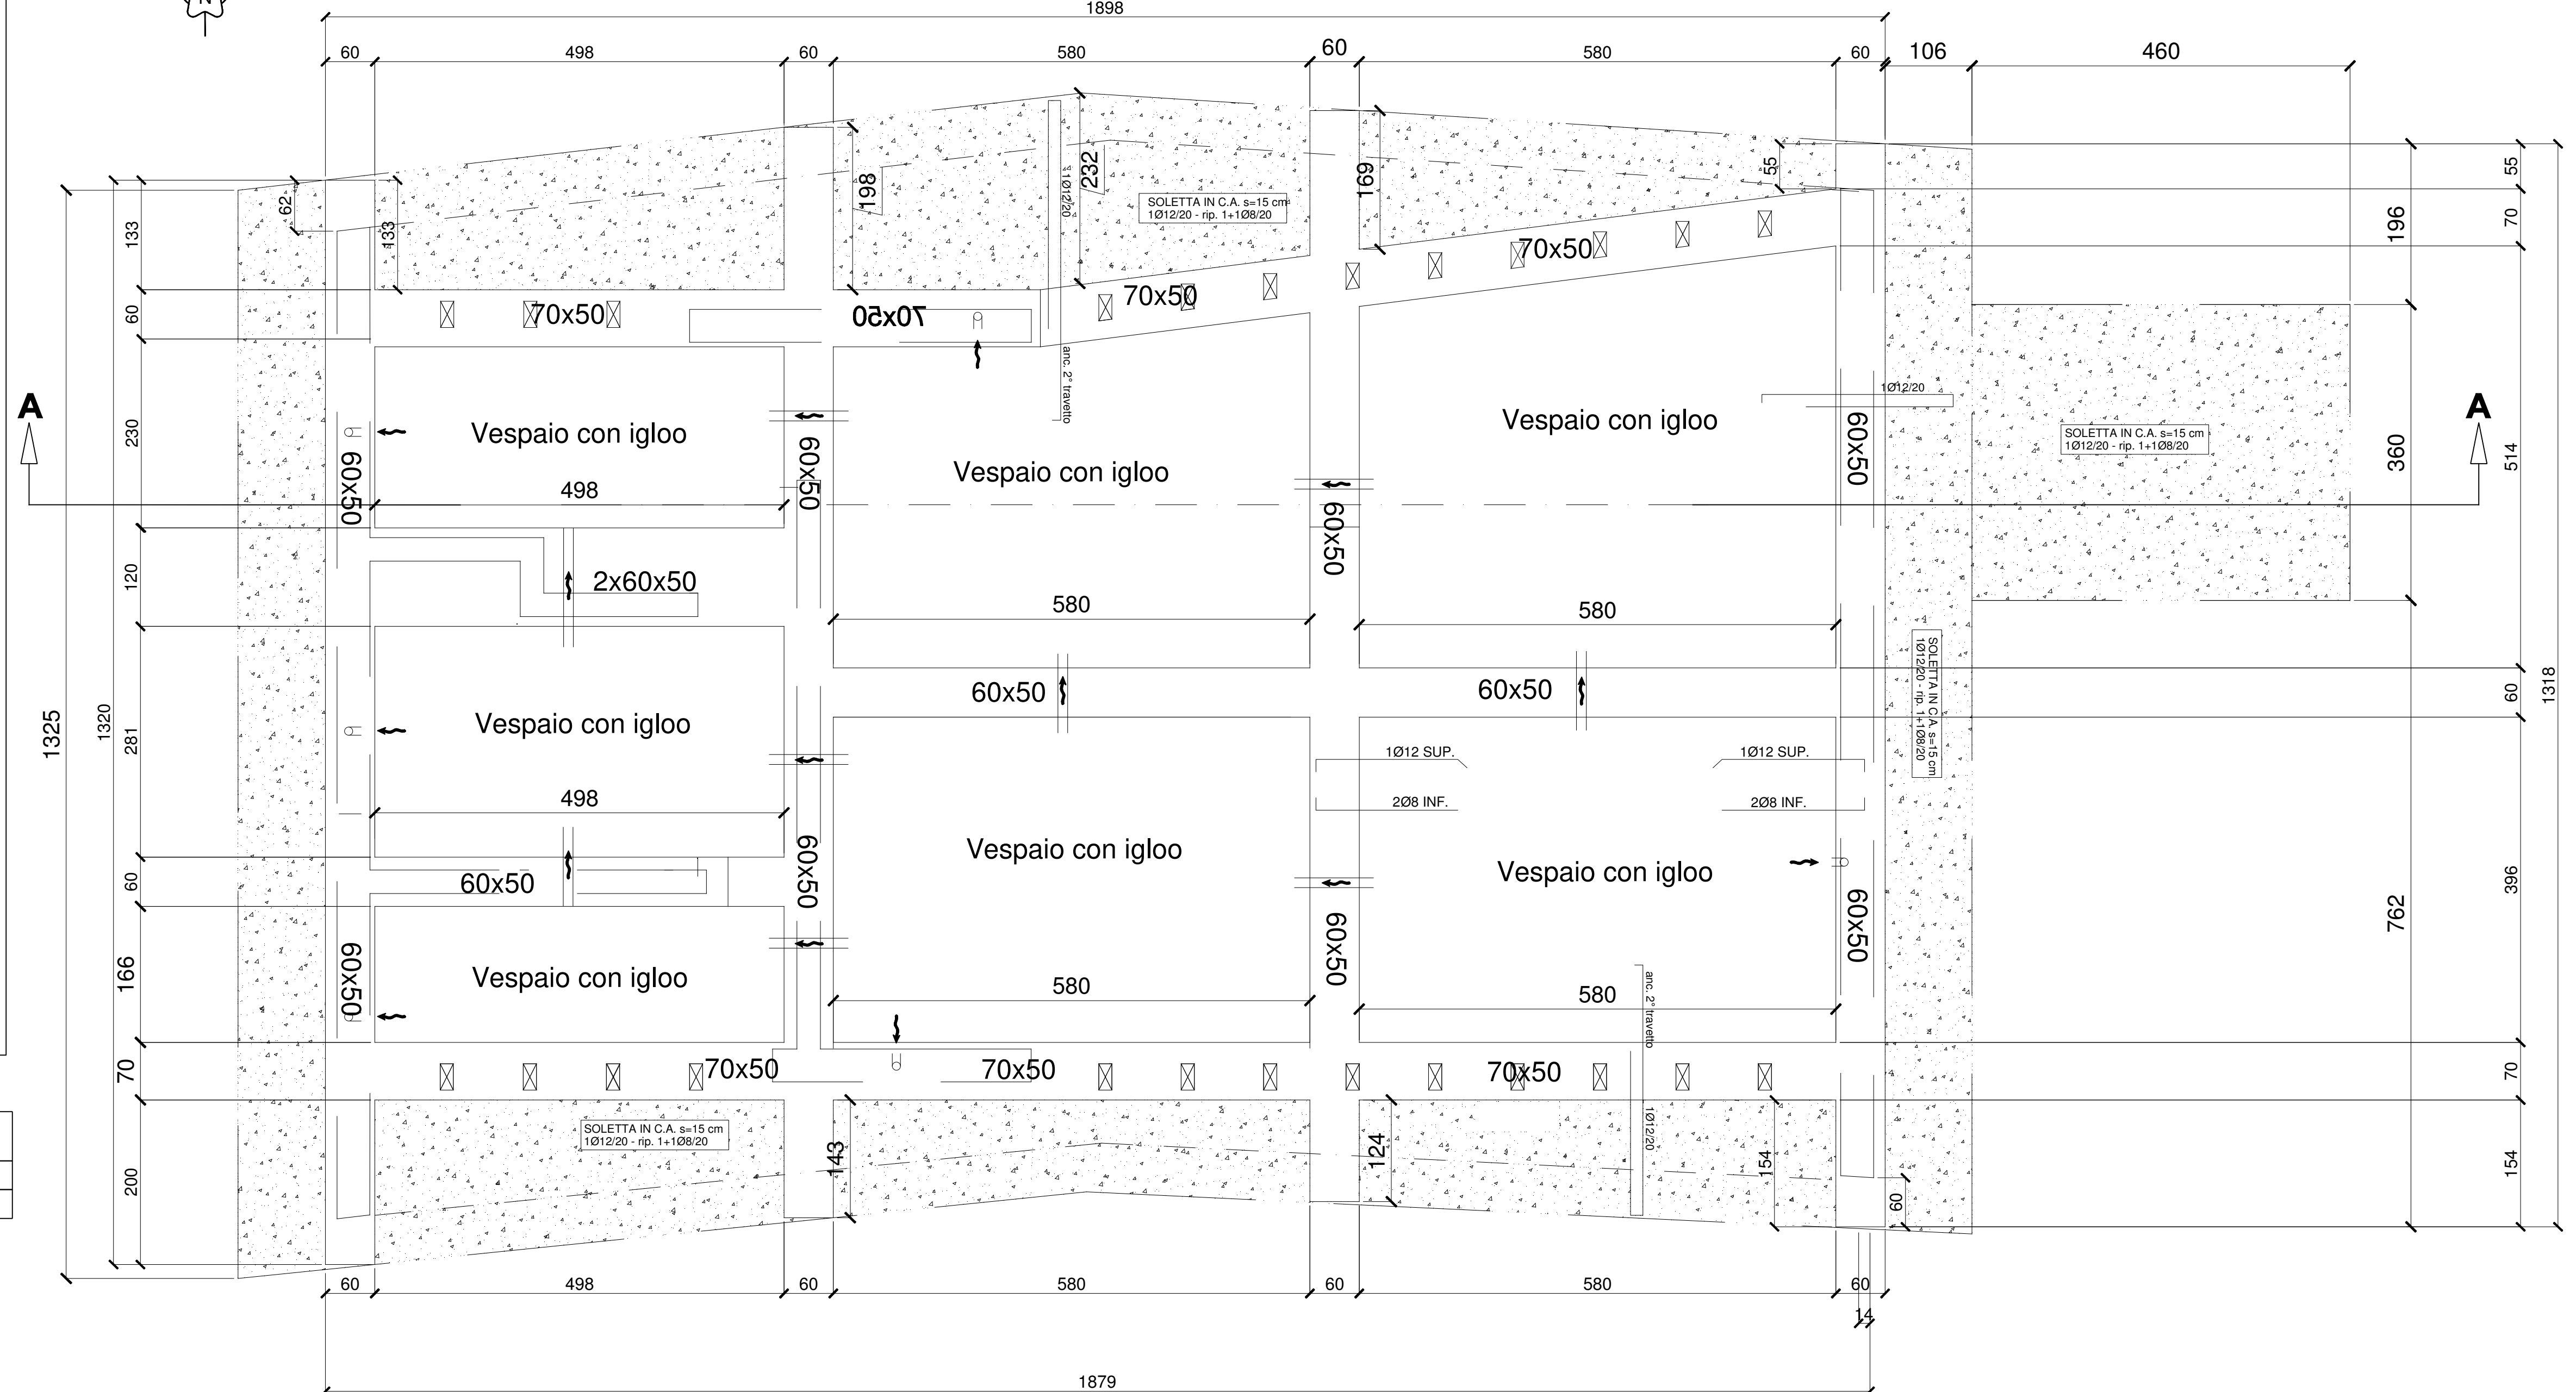 N
1898
60
498
60
580
60
580
60
106
460
62
133
198
232
169
55
55
70
196
1Ø12/20
SOLETTA IN C.A. s=15 cm
1Ø12/20 - rip. 1+1Ø8/20
133
60
230
120
281
60
166
70
200
1320
1325
70x50
70x50
70x50
70x50
anc. 2° travetto
1Ø12/20
A
A
Vespaio con igloo
Vespaio con igloo
Vespaio con igloo
60x50
60x50
60x50
60x50
498
SOLETTA IN C.A. s=15 cm
1Ø12/20 - rip. 1+1Ø8/20
360
514
2x60x50
580
580
60x50
60x50
SOLETTA IN C.A. s=15 cm
1Ø12/20 - rip. 1+1Ø8/20
60
1318
Vespaio con igloo
1Ø12 SUP.
1Ø12 SUP.
2Ø8 INF.
2Ø8 INF.
498
Vespaio con igloo
Vespaio con igloo
60x50
60x50
60x50
60x50
396
762
60x50
Vespaio con igloo
580
580
anc. 2° travetto
70x50
70x50
70x50
70
SOLETTA IN C.A. s=15 cm
1Ø12/20 - rip. 1+1Ø8/20
143
124
1Ø12/20
154
154
60
60
498
60
580
60
580
60
14
1879